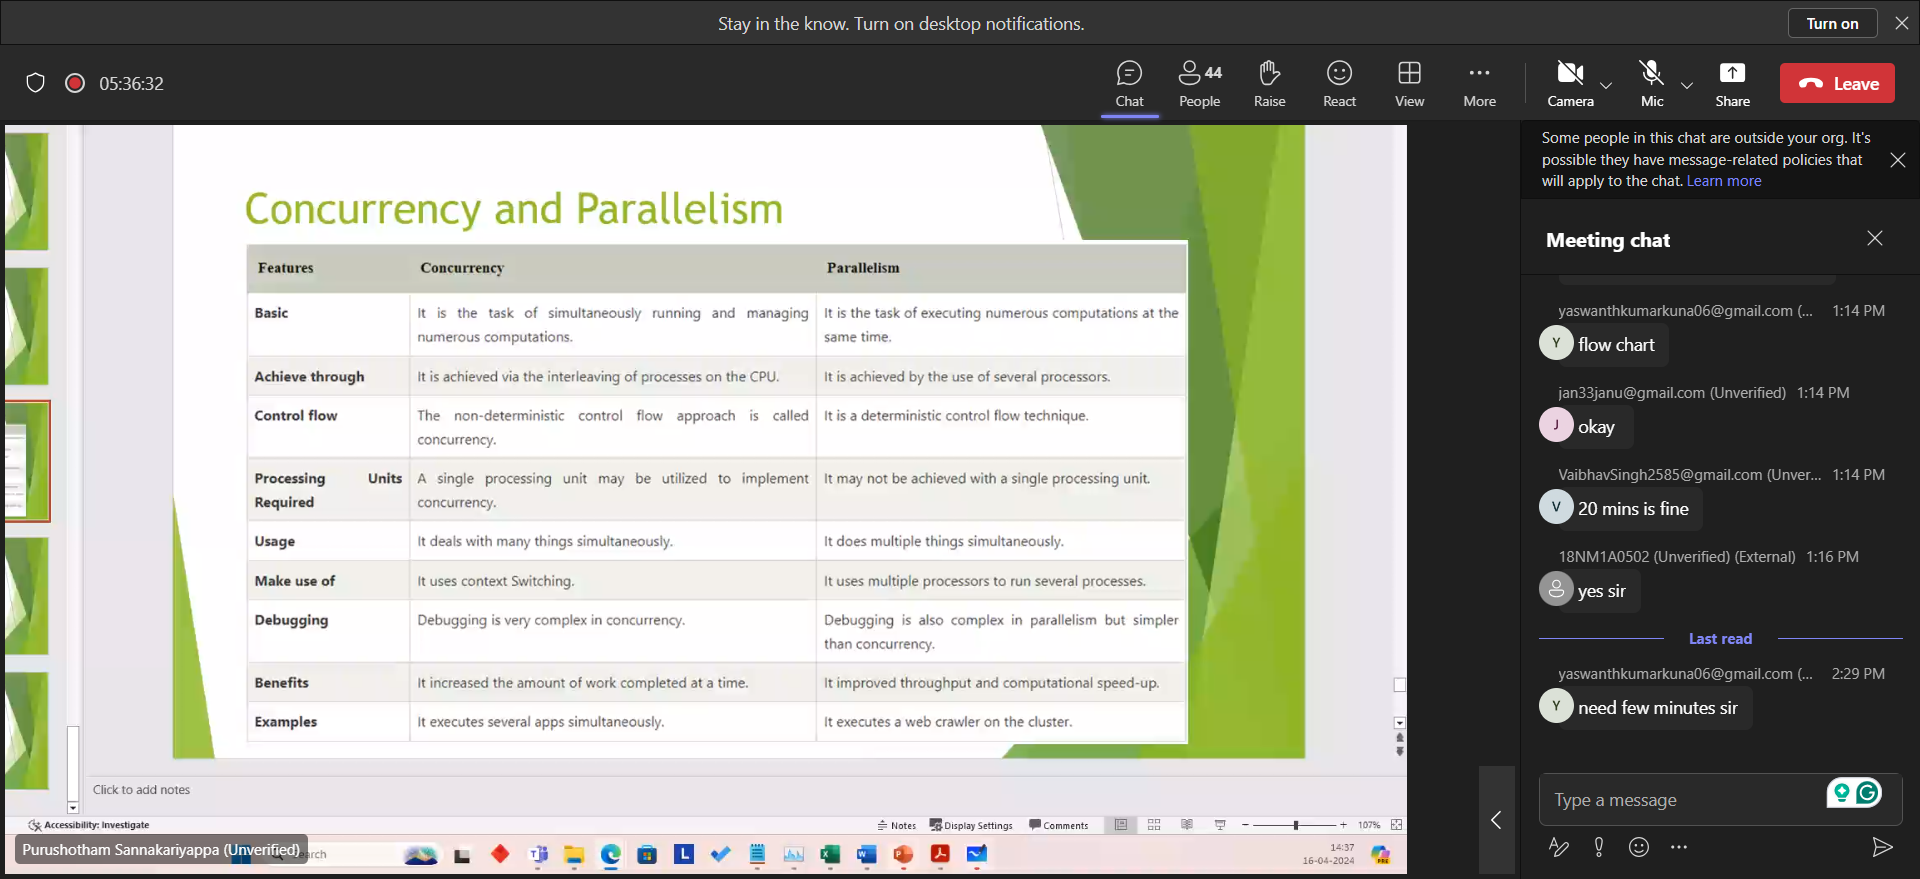 Stay in the know. Turn on desktop notifications.
Turn on
05:36:32
Chat
People
44
Raise
React
View
More
Camera
Mic
Share
Leave
Concurrency and Parallelism
Features Concurrency Parallelism
Basic
It is the task of simultaneously running and managing
numerous computations.
It is the task of executing numerous computations at the
same time.
Achieve through
It is achieved via the interleaving of processes on the CPU.
It is achieved by the use of several processors.
Control flow
The non-deterministic control flow approach is called
concurrency.
It is a deterministic control flow technique.
Processing Units
Required
A single processing unit may be utilized to implement
concurrency.
It may not be achieved with a single processing unit.
Usage
It deals with many things simultaneously.
It does multiple things simultaneously.
Make use of
It uses context Switching.
It uses multiple processors to run several processes.
Debugging
Debugging is very complex in concurrency.
Debugging is also complex in parallelism but simpler
than concurrency.
Benefits
It increased the amount of work completed at a time.
It improved throughput and computational speed-up.
Examples
It executes several apps simultaneously.
It executes a web crawler on the cluster.
Click to add notes
Accessibility: Investigate
Notes
Display Settings
Comments
107%
Purushotham Sannakariyappa (Unverified)
14:37
16-04-2024
Some people in this chat are outside your org. It's
possible they have message-related policies that
will apply to the chat. Learn more
Meeting chat
yaswanthkumarkuna06@gmail.com (... 1:14 PM
Y
flow chart
jan33janu@gmail.com (Unverified) 1:14 PM
J
okay
VaibhavSingh2585@gmail.com (Unver... 1:14 PM
V
20 mins is fine
18NM1A0502 (Unverified) (External) 1:16 PM
yes sir
Last read
yaswanthkumarkuna06@gmail.com (... 2:29 PM
Y
need few minutes sir
Type a message